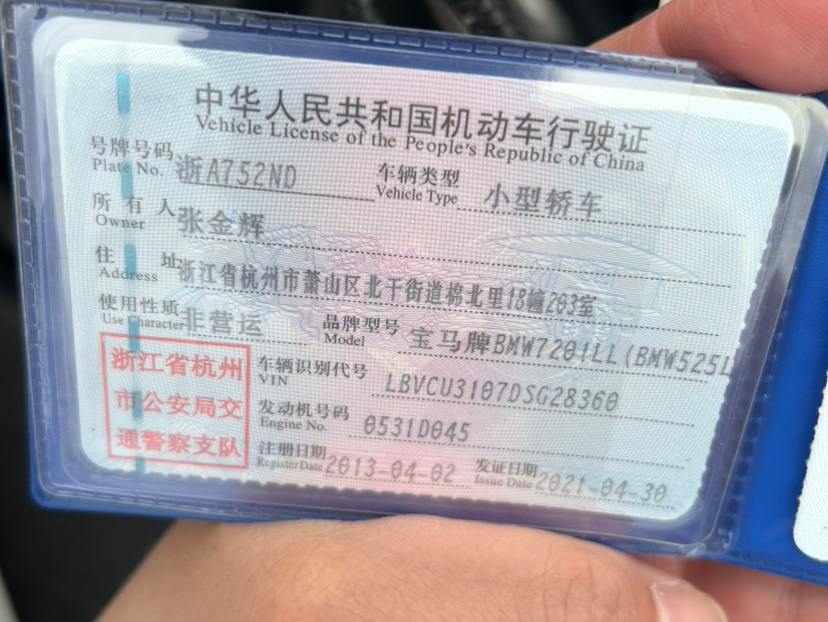 中华人民共和国机动车行驶证
Vehicle License of the People's Republic of China
号牌号码 浙A752ND 车辆类型 小型轿车
Plate No. Vehicle Type
所有人 张金辉
Owner
住址 浙江省杭州市萧山区北干街道棉北里18幢203室
Address
使用性质 非营运 品牌型号 宝马牌BMW7201LL(BMW525L
Use Character Model
浙江省杭州
市公安局交
通警察支队
车辆识别代号 LBVCU3107DSG28360
VIN
发动机号码 0531D045
Engine No.
注册日期 2013-04-02 发证日期 2021-04-30
Register Date Issue Date